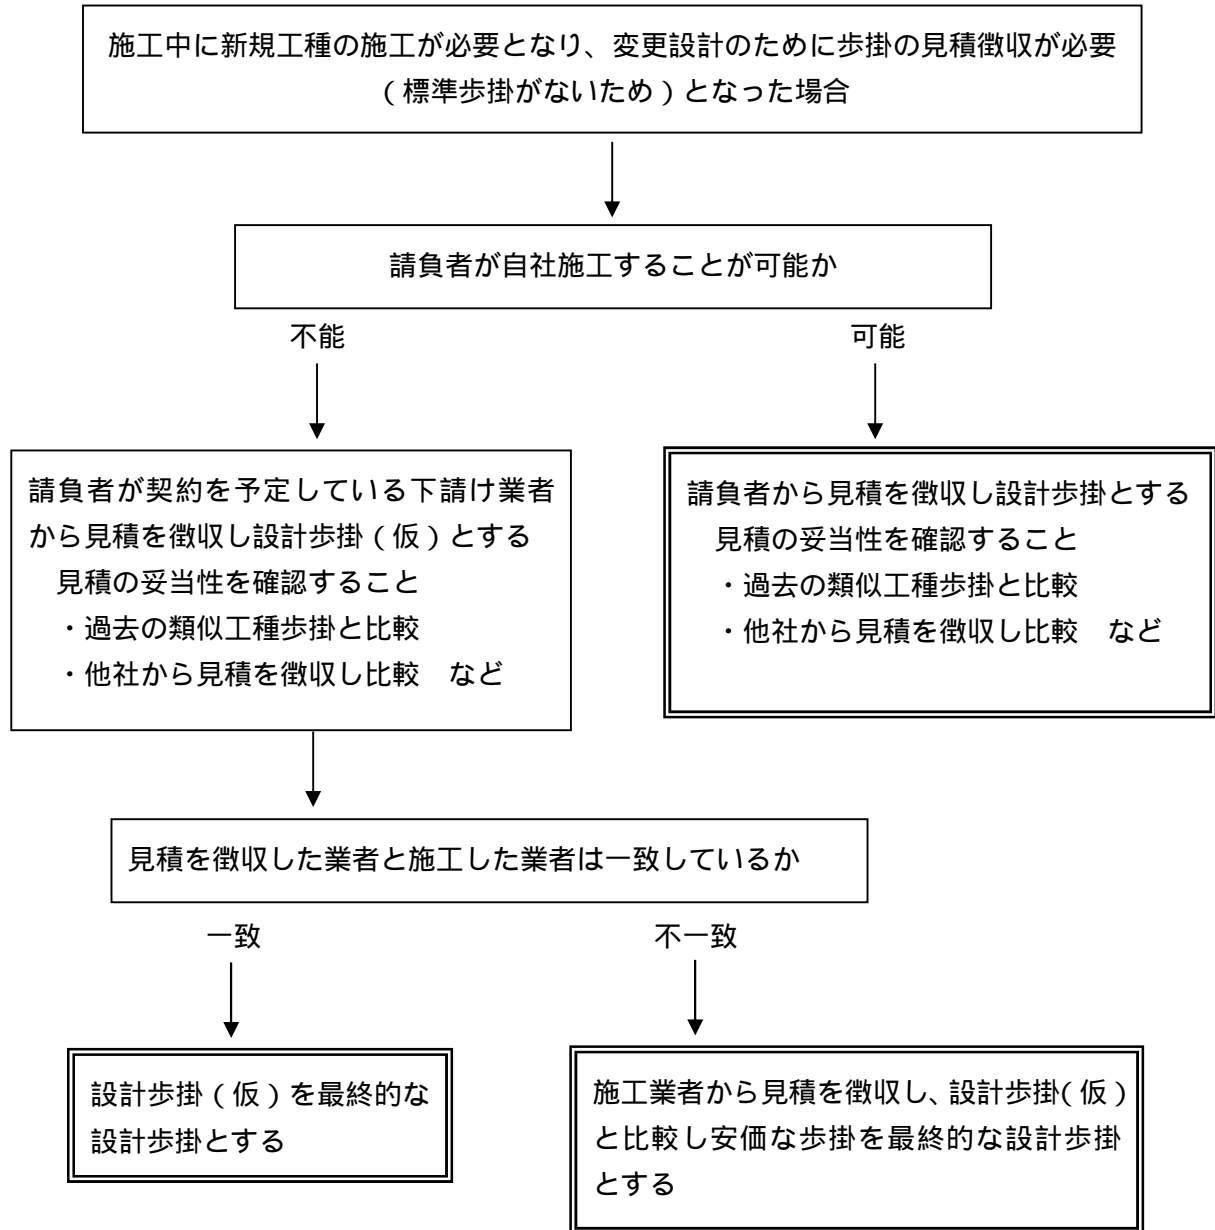 施工中に新規工種の施工が必要となり、変更設計のために歩掛の見積徴収が必要
（標準歩掛がないため）となった場合
請負者が自社施工することが可能か
不能
可能
請負者が契約を予定している下請け業者
から見積を徴収し設計歩掛（仮）とする
見積の妥当性を確認すること
・過去の類似工種歩掛と比較
・他社から見積を徴収し比較　など
請負者から見積を徴収し設計歩掛とする
見積の妥当性を確認すること
・過去の類似工種歩掛と比較
・他社から見積を徴収し比較　など
見積を徴収した業者と施工した業者は一致しているか
一致
不一致
設計歩掛（仮）を最終的な
設計歩掛とする
施工業者から見積を徴収し、設計歩掛（仮）
と比較し安価な歩掛を最終的な設計歩掛
とする